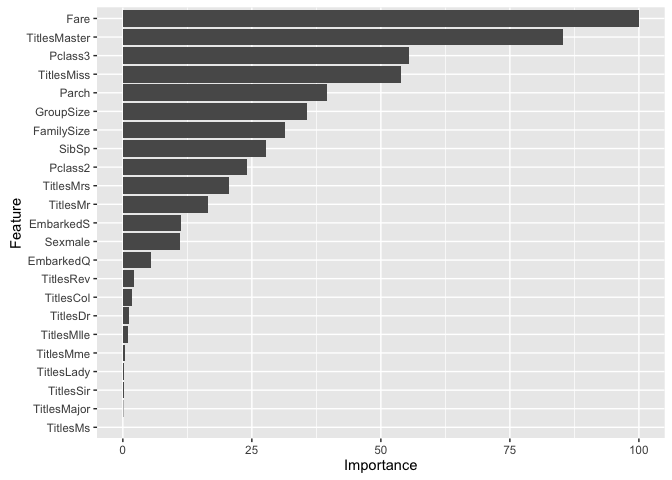 Fare
TitlesMaster
Pclass3
TitlesMiss
Parch
GroupSize
FamilySize
SibSp
Pclass2
TitlesMrs
TitlesMr
EmbarkedS
Sexmale
EmbarkedQ
TitlesRev
TitlesCol
TitlesDr
TitlesMlle
TitlesMme
TitlesLady
TitlesSir
TitlesMajor
TitlesMs
Feature
0 25 50 75 100
Importance